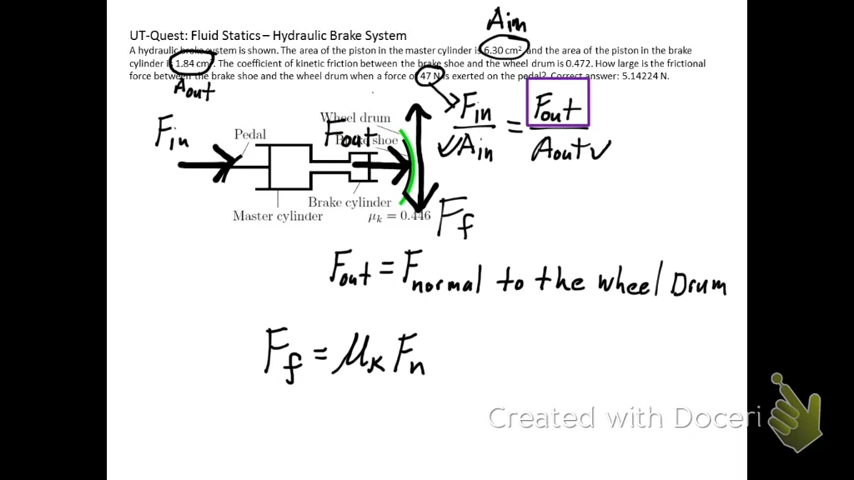 UT-Quest: Fluid Statics – Hydraulic Brake System
A hydraulic brake system is shown. The area of the piston in the master cylinder is 6.30 cm², and the area of the piston in the brake
cylinder is 1.84 cm². The coefficient of kinetic friction between the brake shoe and the wheel drum is 0.472. How large is the frictional
force between the brake shoe and the wheel drum when a force of 47 N is exerted on the pedal? Correct answer: 5.14224 N.
Ain
Aout
Fin
Pedal
Wheel drum
Fout
shoe
Fin / Ain = Fout / Aout
Master cylinder
Brake cylinder
μk = 0.446
Ff
Fout = Fnormal to the wheel Drum
Ff = μk Fn
Created with Doceri